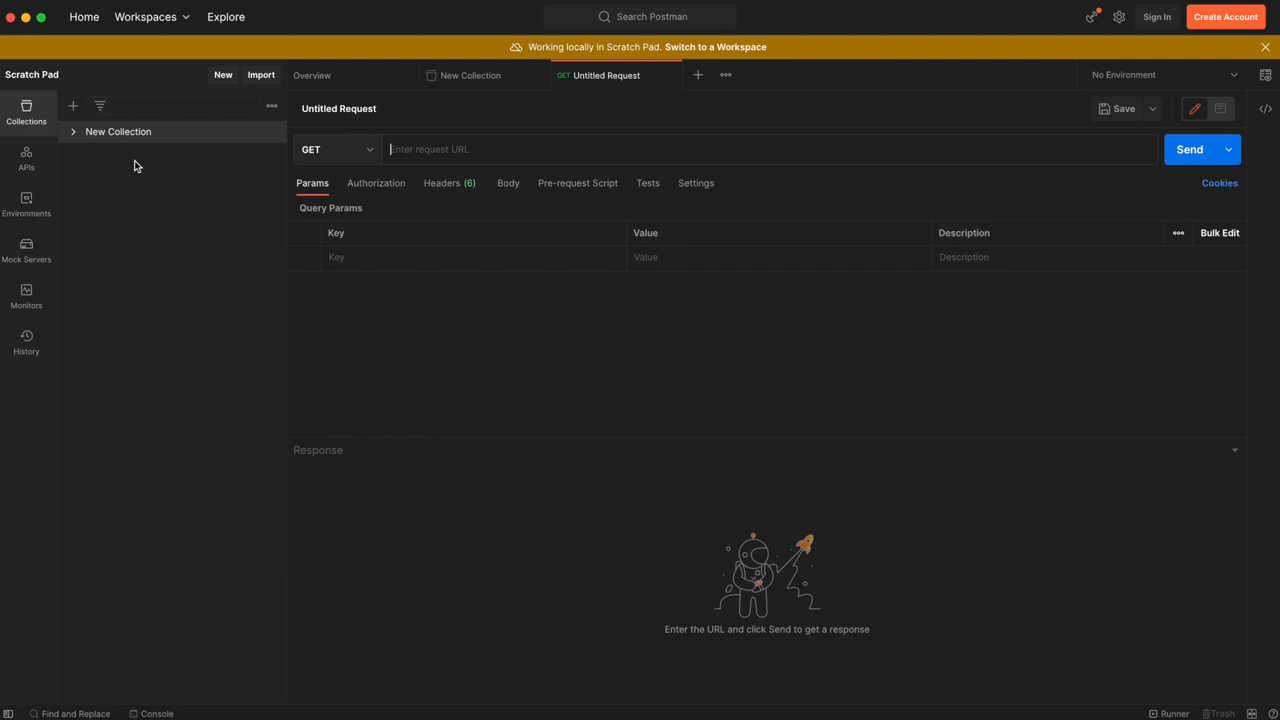 Home Workspaces Explore Search Postman Sign In Create Account
Working locally in Scratch Pad. Switch to a Workspace
Scratch Pad New Import Overview New Collection GET Untitled Request No Environment
Collections
New Collection
APIs
Environments
Mock Servers
Monitors
History
Untitled Request Save
GET Enter request URL Send
Params Authorization Headers (6) Body Pre-request Script Tests Settings Cookies
Query Params
Key Value Description Bulk Edit
Key Value Description
Response
Enter the URL and click Send to get a response
Find and Replace Console Runner Trash